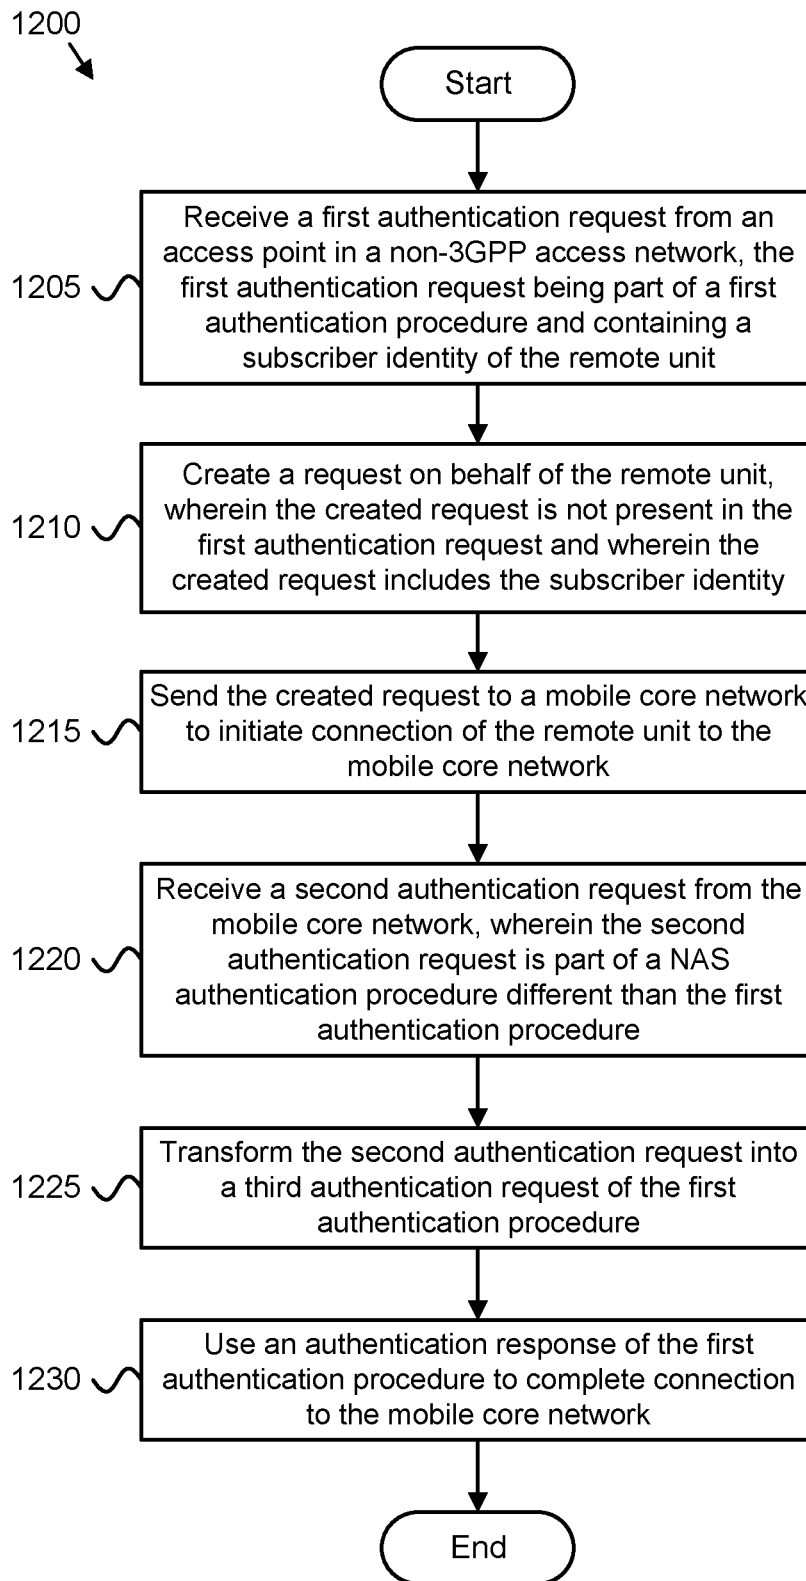 1200
Start
1205
Receive a first authentication request from an
access point in a non-3GPP access network, the
first authentication request being part of a first
authentication procedure and containing a
subscriber identity of the remote unit
1210
Create a request on behalf of the remote unit,
wherein the created request is not present in the
first authentication request and wherein the
created request includes the subscriber identity
1215
Send the created request to a mobile core network
to initiate connection of the remote unit to the
mobile core network
1220
Receive a second authentication request from the
mobile core network, wherein the second
authentication request is part of a NAS
authentication procedure different than the first
authentication procedure
1225
Transform the second authentication request into
a third authentication request of the first
authentication procedure
1230
Use an authentication response of the first
authentication procedure to complete connection
to the mobile core network
End